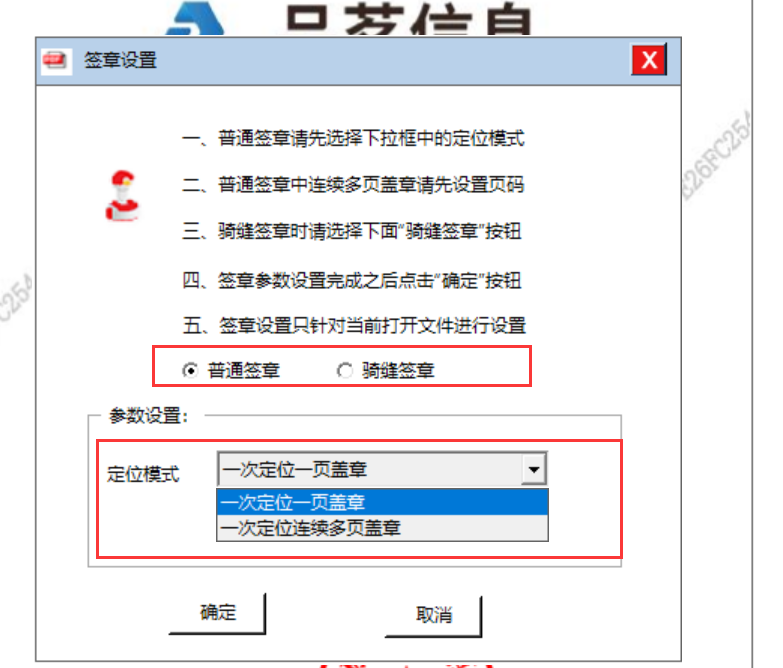 品茗信息
签章设置
X
一、普通签章请先选择下拉框中的定位模式
二、普通签章中连续多页盖章请先设置页码
三、骑缝签章时请选择下面“骑缝签章”按钮
四、签章参数设置完成之后点击“确定”按钮
五、签章设置只针对当前打开文件进行设置
普通签章 骑缝签章
参数设置：
定位模式 一次定位一页盖章
一次定位一页盖章
一次定位连续多页盖章
确定 取消